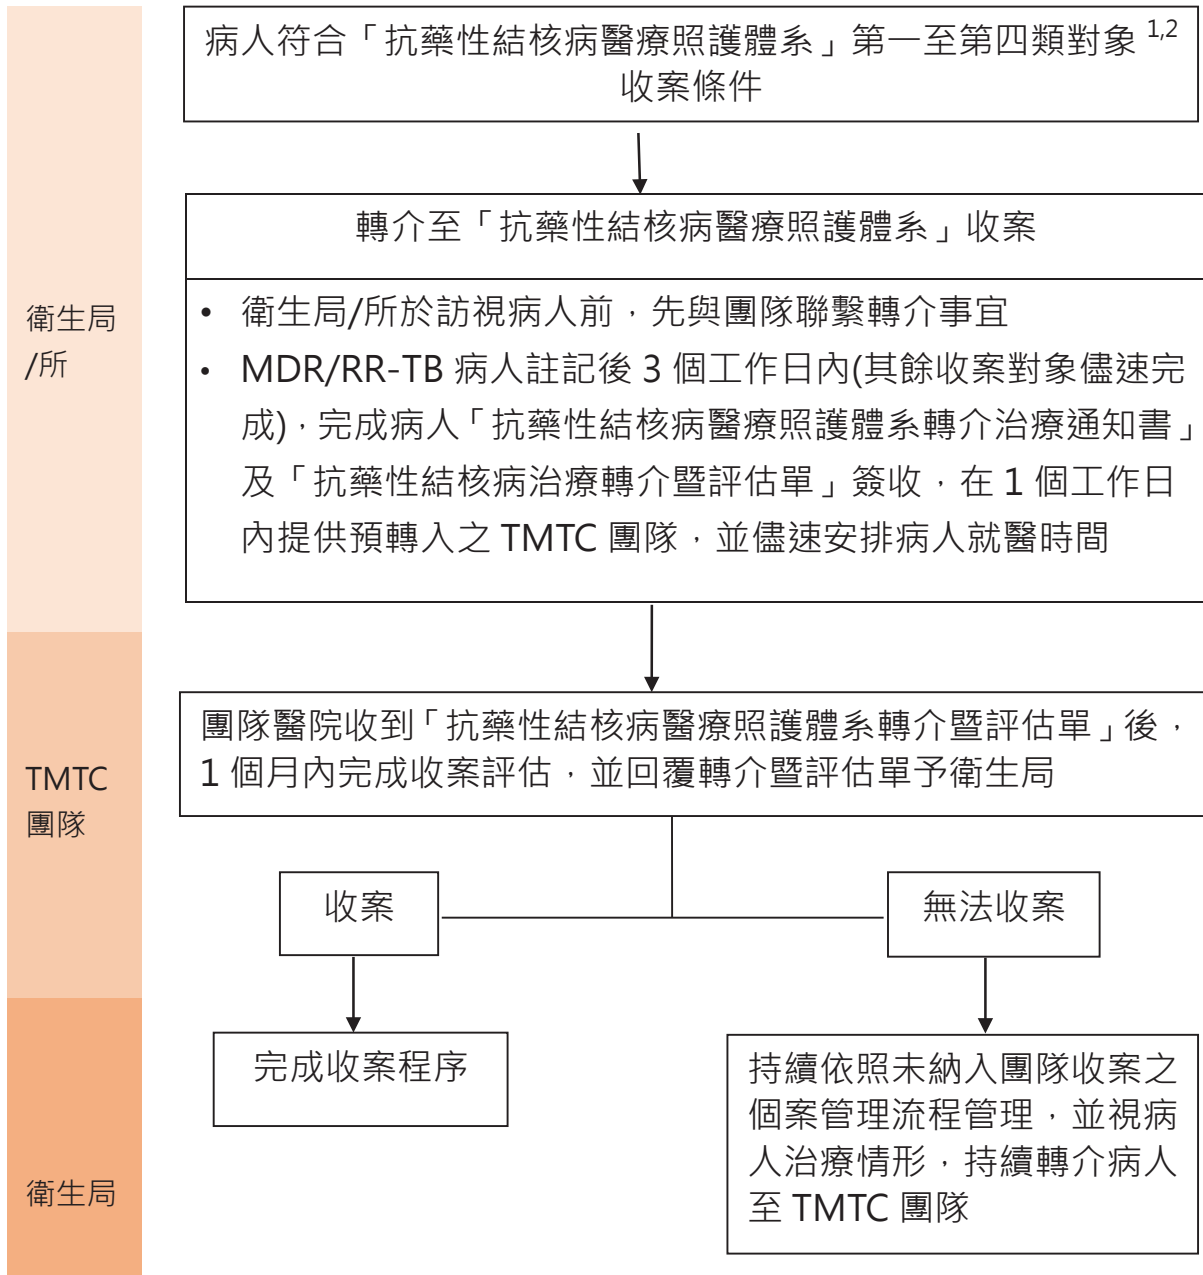 病人符合「抗藥性結核病醫療照護體系」第一至第四類對象 1,2
收案條件
轉介至「抗藥性結核病醫療照護體系」收案
衛生局
/所
• 衛生局/所於訪視病人前，先與團隊聯繫轉介事宜
• MDR/RR-TB 病人註記後 3 個工作日內(其餘收案對象儘速完
成)，完成病人「抗藥性結核病醫療照護體系轉介治療通知書」
及「抗藥性結核病治療轉介暨評估單」簽收，在 1 個工作日
內提供預轉入之 TMTC 團隊，並儘速安排病人就醫時間
TMTC
團隊
團隊醫院收到「抗藥性結核病醫療照護體系轉介暨評估單」後，
1 個月內完成收案評估，並回覆轉介暨評估單予衛生局
收案
無法收案
衛生局
完成收案程序
持續依照未納入團隊收案之
個案管理流程管理，並視病
人治療情形，持續轉介病人
至 TMTC 團隊